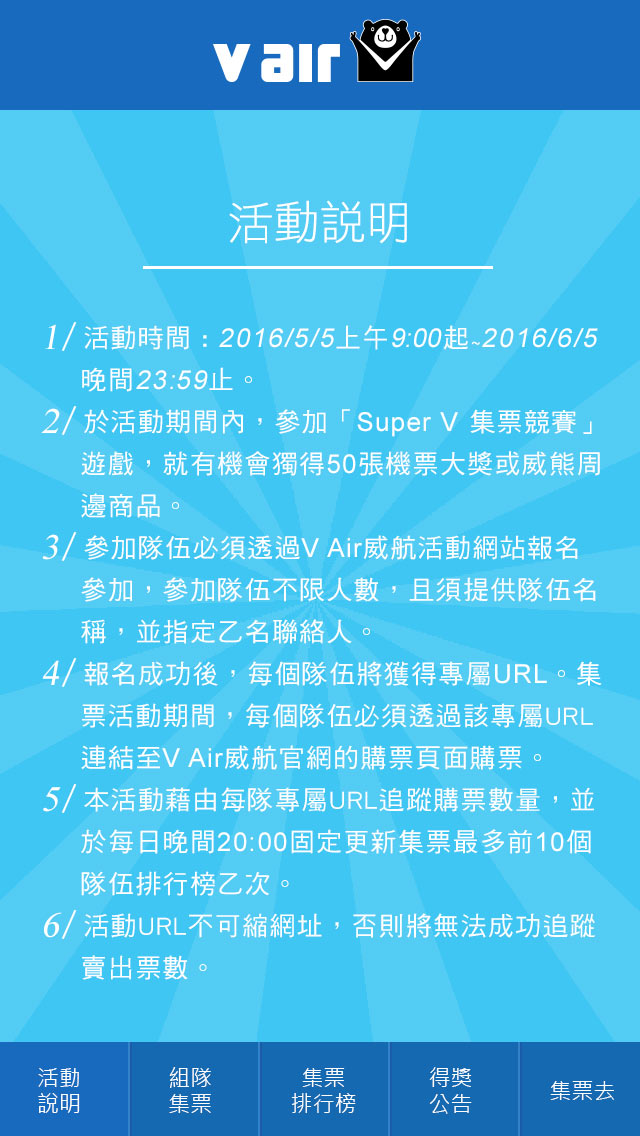 v air
活動説明
1/ 活動時間：2016/5/5上午9:00起~2016/6/5
晚間23:59止。
2/ 於活動期間內，參加「Super V 集票競賽」
遊戲，就有機會獨得50張機票大獎或威熊周
邊商品。
3/ 參加隊伍必須透過V Air威航活動網站報名
參加，參加隊伍不限人數，且須提供隊伍名
稱，並指定乙名聯絡人。
4/ 報名成功後，每個隊伍將獲得專屬URL。集
票活動期間，每個隊伍必須透過該專屬URL
連結至V Air威航官網的購票頁面購票。
5/ 本活動藉由每隊專屬URL追蹤購票數量，並
於每日晚間20:00固定更新集票最多前10個
隊伍排行榜乙次。
6/ 活動URL不可縮網址，否則將無法成功追蹤
賣出票數。
活動
説明
組隊
集票
集票
排行榜
得獎
公告
集票去